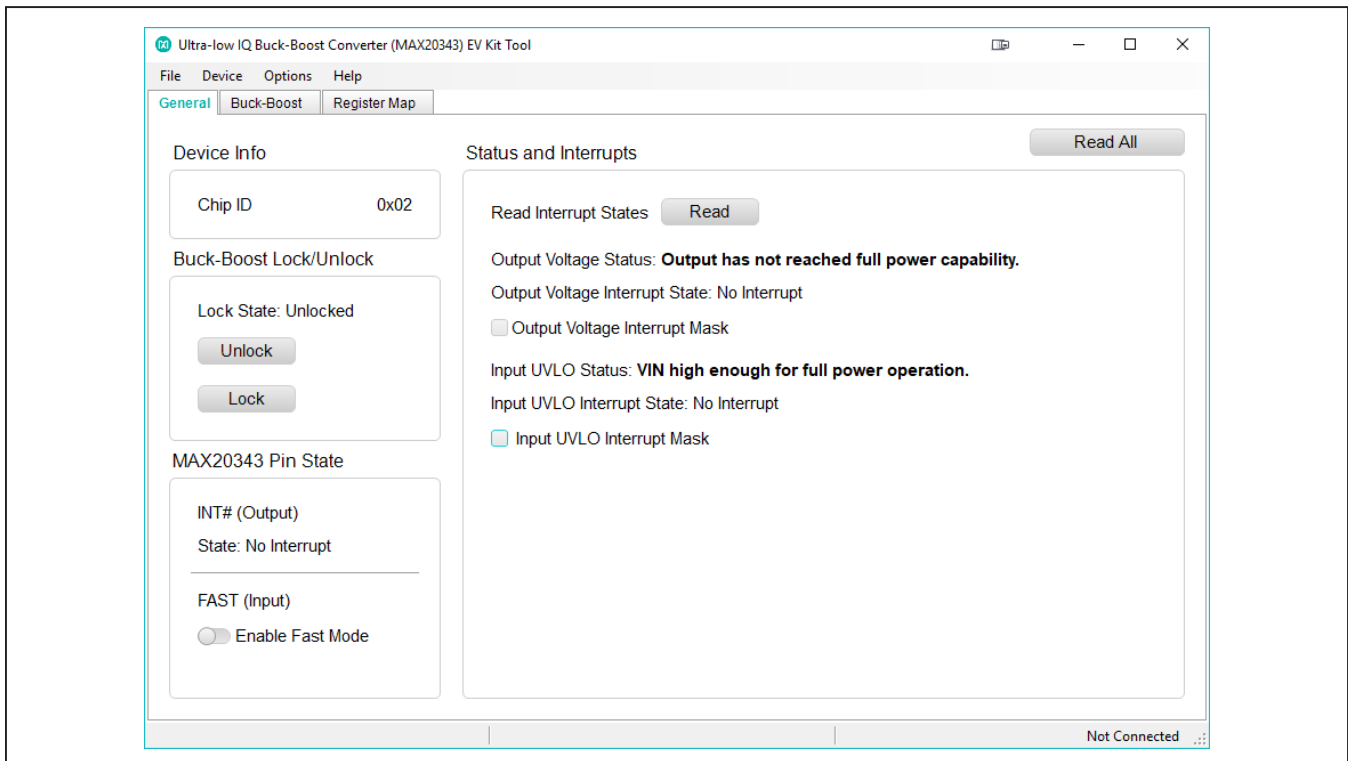 Ultra-low IQ Buck-Boost Converter (MAX20343) EV Kit Tool
File Device Options Help
General Buck-Boost Register Map
Read All
Device Info
Chip ID 0x02
Buck-Boost Lock/Unlock
Lock State: Unlocked
Unlock
Lock
MAX20343 Pin State
INT# (Output)
State: No Interrupt
FAST (Input)
Enable Fast Mode
Status and Interrupts
Read Interrupt States Read
Output Voltage Status: Output has not reached full power capability.
Output Voltage Interrupt State: No Interrupt
Output Voltage Interrupt Mask
Input UVLO Status: VIN high enough for full power operation.
Input UVLO Interrupt State: No Interrupt
Input UVLO Interrupt Mask
Not Connected